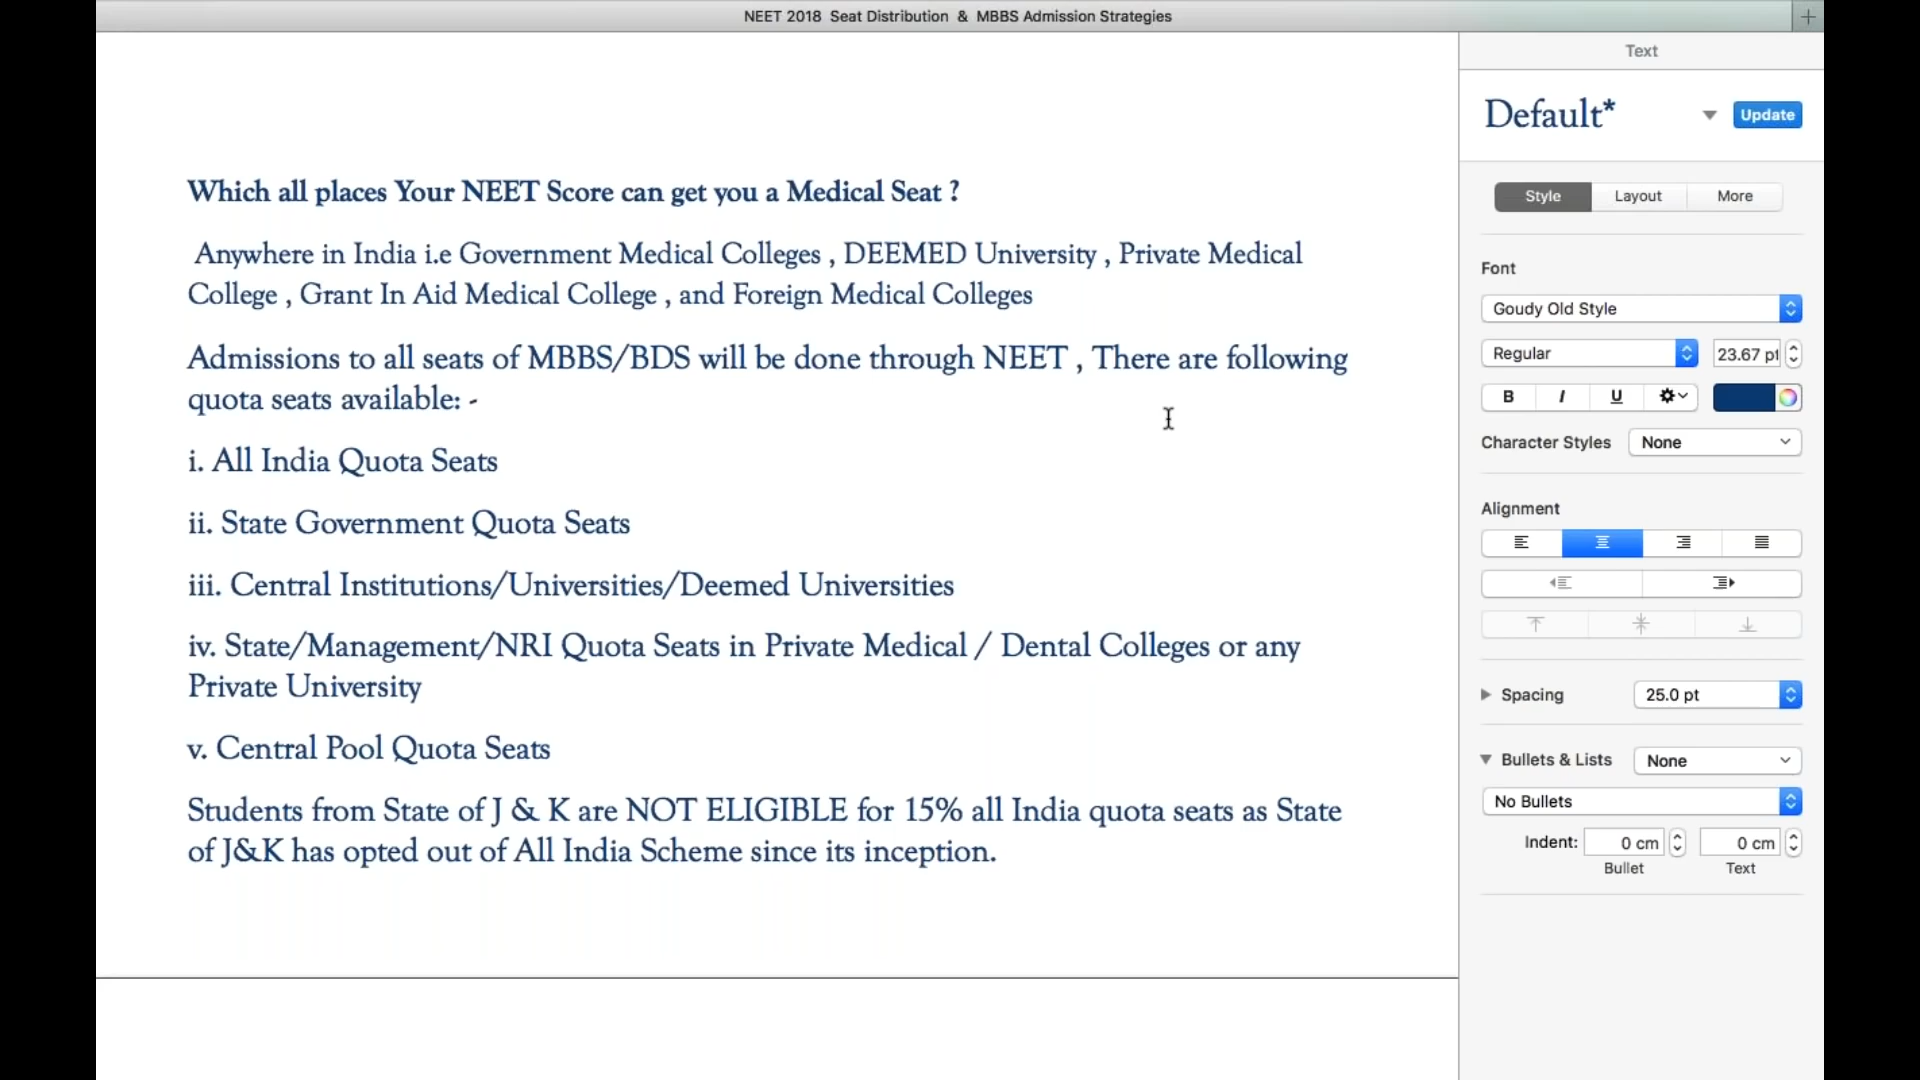 NEET 2018 Seat Distribution & MBBS Admission Strategies
Which all places Your NEET Score can get you a Medical Seat ?
Anywhere in India i.e Government Medical Colleges , DEEMED University , Private Medical
College , Grant In Aid Medical College , and Foreign Medical Colleges
Admissions to all seats of MBBS/BDS will be done through NEET , There are following
quota seats available: -
i. All India Quota Seats
ii. State Government Quota Seats
iii. Central Institutions/Universities/Deemed Universities
iv. State/Management/NRI Quota Seats in Private Medical / Dental Colleges or any
Private University
v. Central Pool Quota Seats
Students from State of J & K are NOT ELIGIBLE for 15% all India quota seats as State
of J&K has opted out of All India Scheme since its inception.
Text
Default*
Update
Style Layout More
Font
Goudy Old Style
Regular 23.67 pt
B I U
Character Styles None
Alignment
Spacing 25.0 pt
Bullets & Lists None
No Bullets
Indent: 0 cm 0 cm
Bullet Text